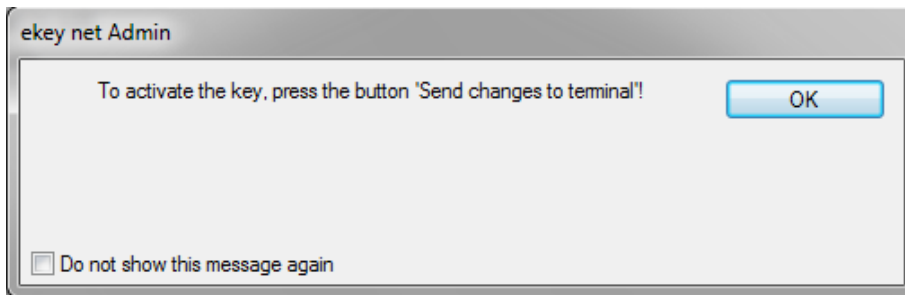 ekey net Admin
To activate the key, press the button 'Send changes to terminal'!
OK
Do not show this message again